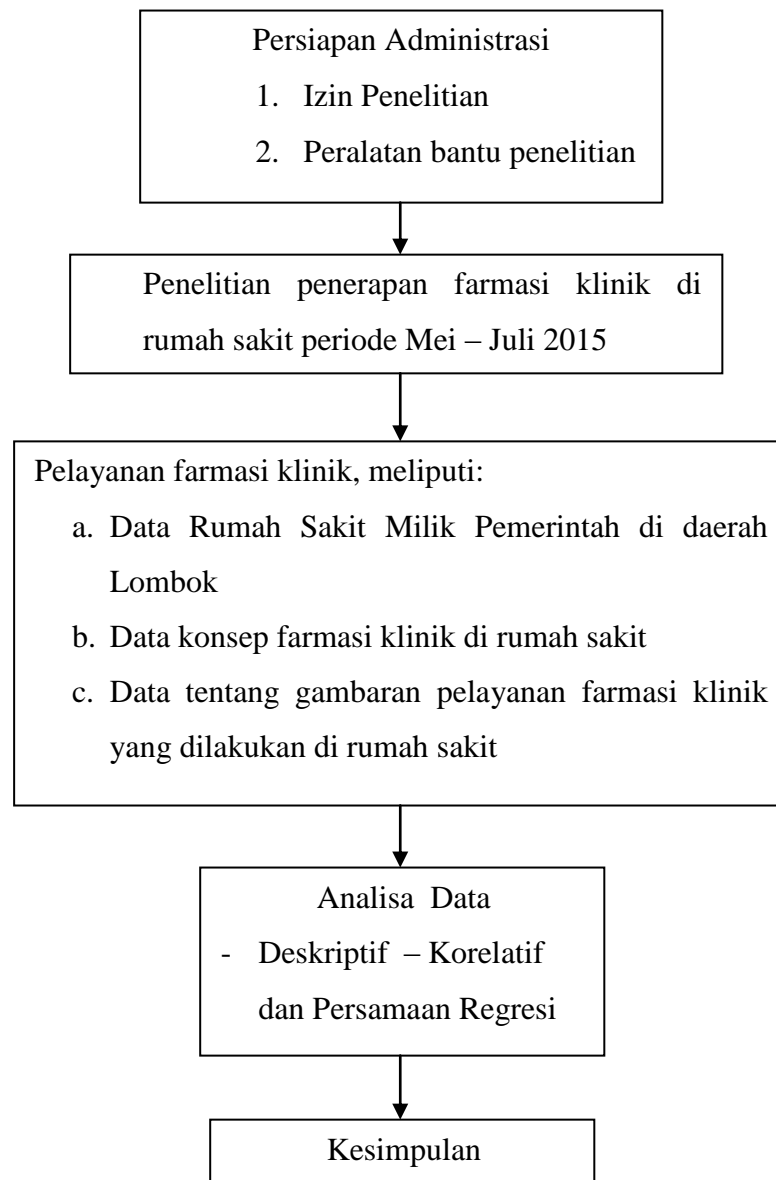 Persiapan Administrasi
1. Izin Penelitian
2. Peralatan bantu penelitian
Penelitian penerapan farmasi klinik di
rumah sakit periode Mei – Juli 2015
Pelayanan farmasi klinik, meliputi:
a. Data Rumah Sakit Milik Pemerintah di daerah
Lombok
b. Data konsep farmasi klinik di rumah sakit
c. Data tentang gambaran pelayanan farmasi klinik
yang dilakukan di rumah sakit
Analisa Data
- Deskriptif – Korelatif
dan Persamaan Regresi
Kesimpulan